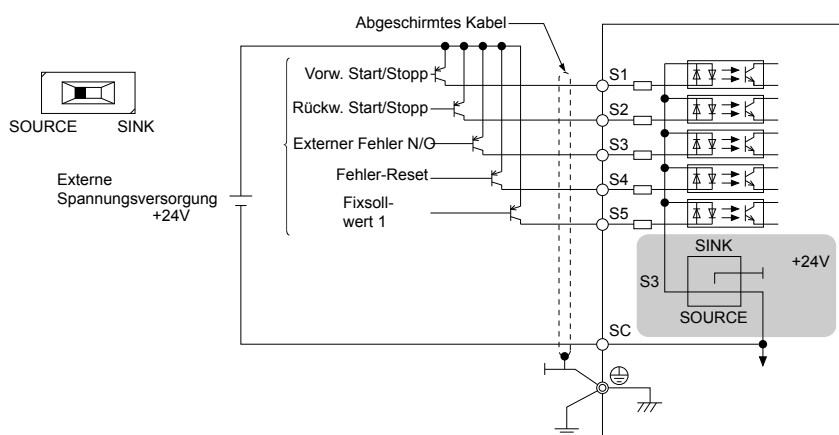 Abgeschirmtes Kabel
SOURCE SINK
Externe
Spannungsversorgung
+24V
Vorw. Start/Stopp
Rückw. Start/Stopp
Externer Fehler N/O
Fehler-Reset
Fixsoll-
wert 1
S1
S2
S3
S4
S5
SINK
+24V
S3
SOURCE
SC